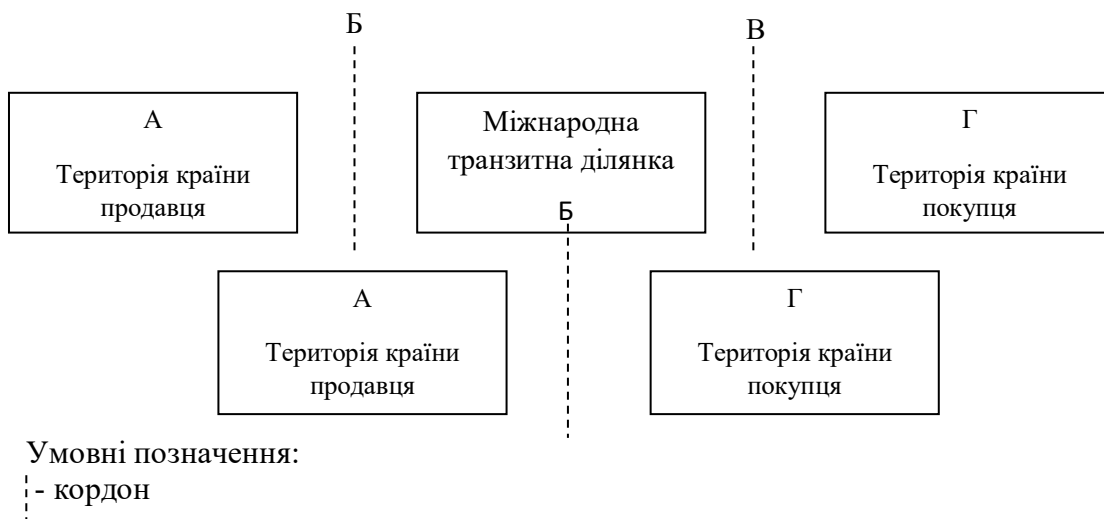 Б
В
А
Територія країни
продавця
Міжнародна
транзитна ділянка
Б
Г
Територія країни
покупця
А
Територія країни
продавця
Г
Територія країни
покупця
Умовні позначення:
- кордон